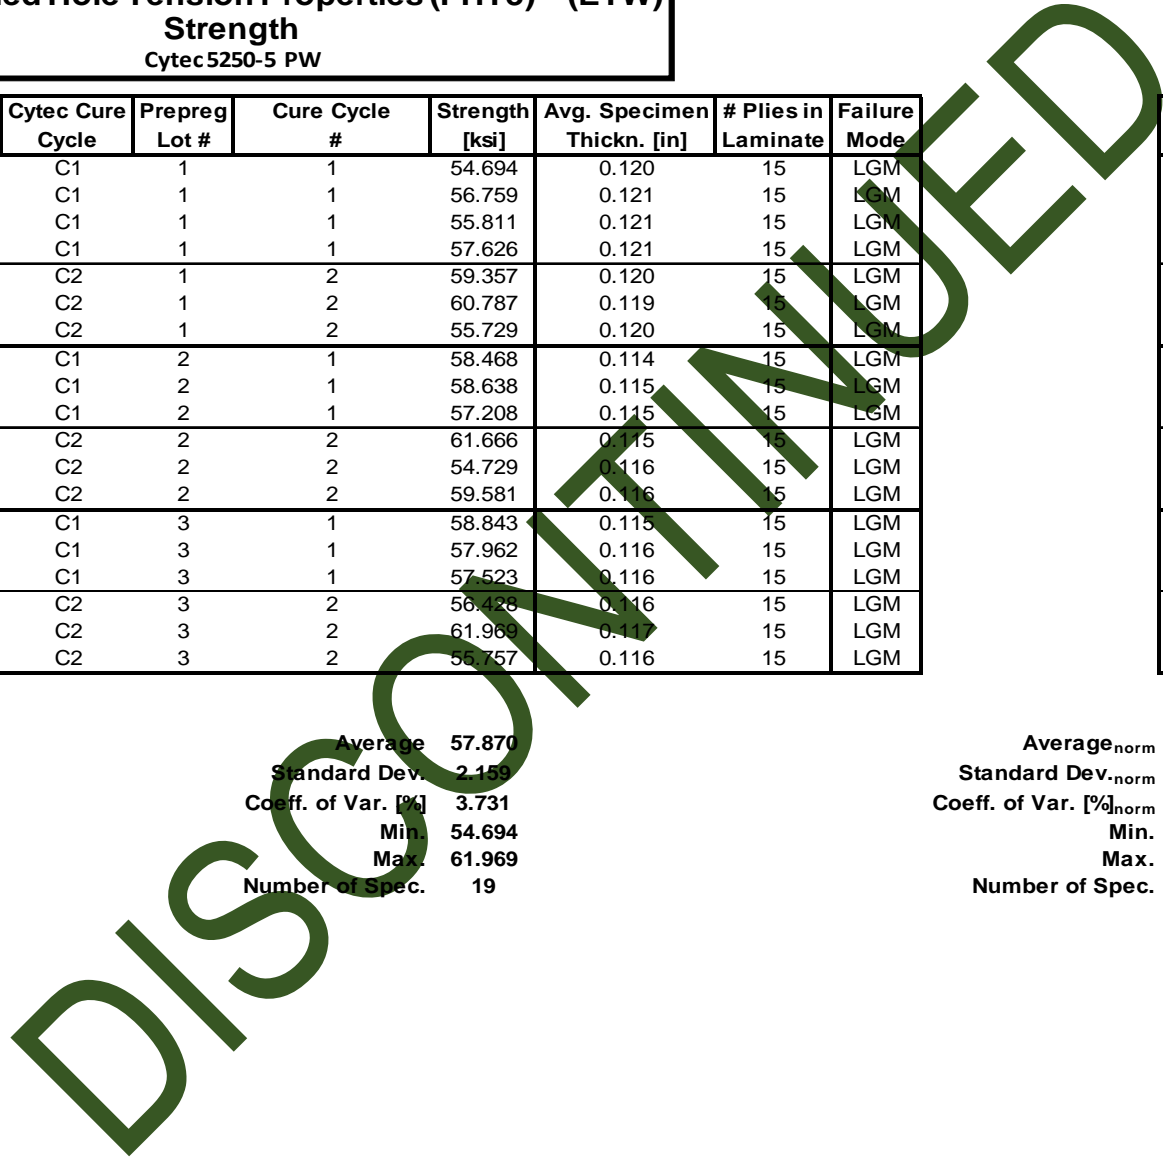 Hole Tension Properties (FHT3) - (ETW)
Strength
Cytec 5250-5 PW
Cytec Cure Cycle Prepreg Lot # Cure Cycle # Strength [ksi] Avg. Specimen Thickn. [in] # Plies in Laminate Failure Mode
C1 1 1 54.694 0.120 15 LGM
C1 1 1 56.759 0.121 15 LGM
C1 1 1 55.811 0.121 15 LGM
C1 1 1 57.626 0.121 15 LGM
C2 1 2 59.357 0.120 15 LGM
C2 1 2 60.787 0.119 15 LGM
C2 1 2 55.729 0.120 15 LGM
C1 2 1 58.468 0.114 15 LGM
C1 2 1 58.638 0.115 15 LGM
C1 2 1 57.208 0.115 15 LGM
C2 2 2 61.666 0.115 15 LGM
C2 2 2 54.729 0.116 15 LGM
C2 2 2 59.581 0.116 15 LGM
C1 3 1 58.843 0.115 15 LGM
C1 3 1 57.962 0.116 15 LGM
C1 3 1 57.523 0.116 15 LGM
C2 3 2 56.428 0.116 15 LGM
C2 3 2 61.969 0.117 15 LGM
C2 3 2 55.757 0.116 15 LGM
Average 57.870 Averagenorm
Standard Dev. 2.159 Standard Dev.norm
Coeff. of Var. [%] 3.731 Coeff. of Var. [%]norm
Min. 54.694 Min.
Max. 61.969 Max.
Number of Spec. 19 Number of Spec.
DISCONTINUED